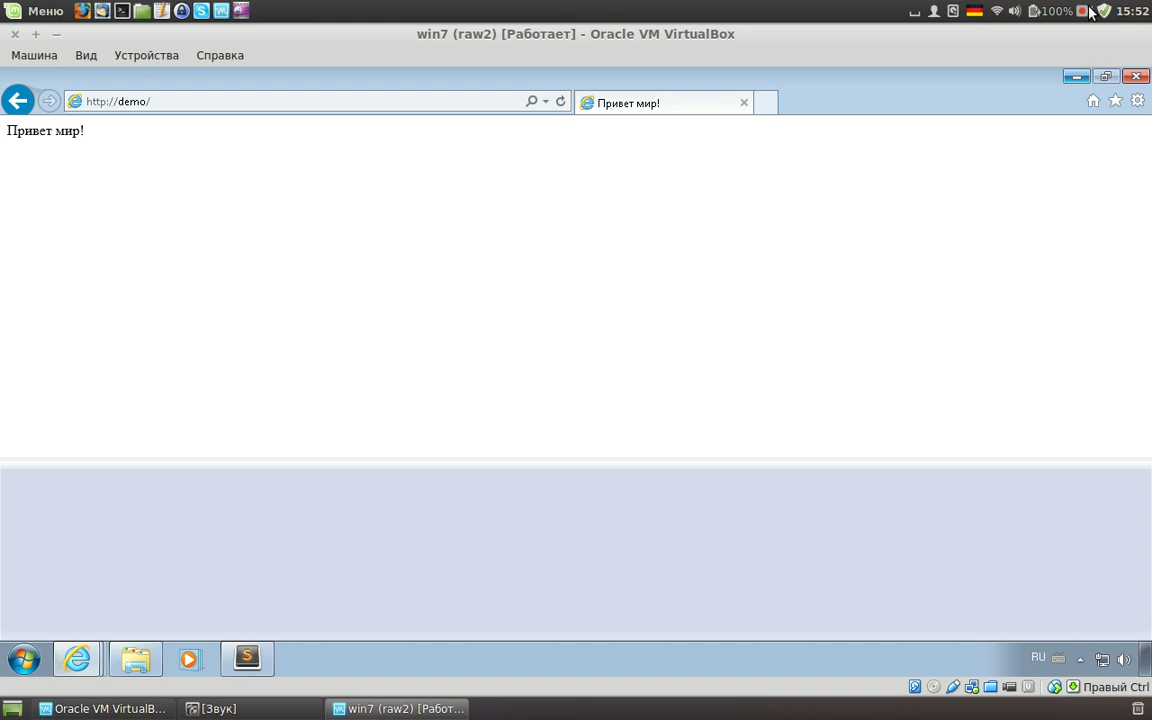 Меню
100%
15:52
win7 (raw2) [Работает] - Oracle VM VirtualBox
Машина Вид Устройства Справка
http://demo/
Привет мир!
Привет мир!
RU
Правый Ctrl
Oracle VM VirtualB...
[Звук]
win7 (raw2) [Работ...